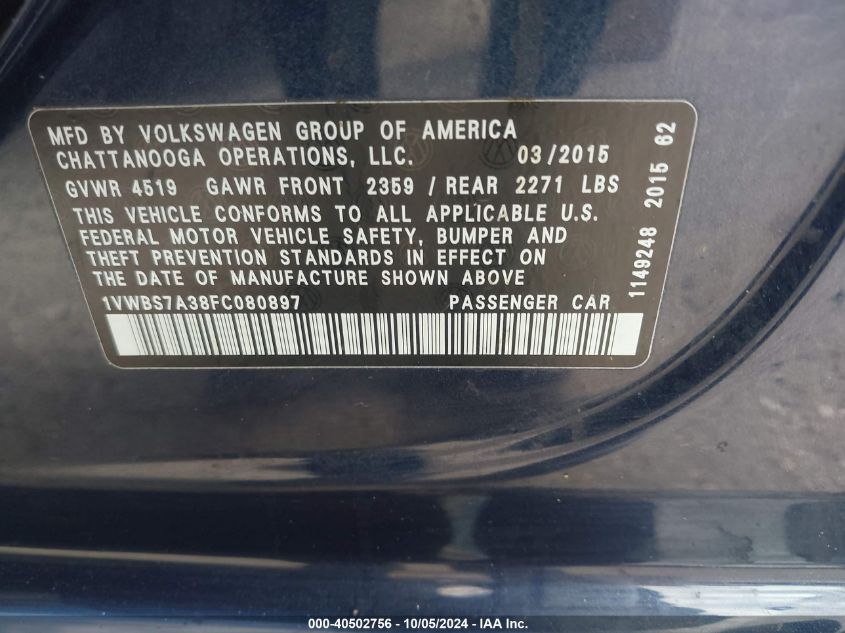 MFD BY VOLKSWAGEN GROUP OF AMERICA
CHATTANOOGA OPERATIONS, LLC. 03/2015
GVWR 4519 GAWR FRONT 2359 / REAR 2271 LBS
THIS VEHICLE CONFORMS TO ALL APPLICABLE U.S.
FEDERAL MOTOR VEHICLE SAFETY, BUMPER AND
THEFT PREVENTION STANDARDS IN EFFECT ON
THE DATE OF MANUFACTURE SHOWN ABOVE
1VWBS7A38FC080897 PASSENGER CAR
1149248 2015 62
000-40502756 - 10/05/2024 - IAA Inc.